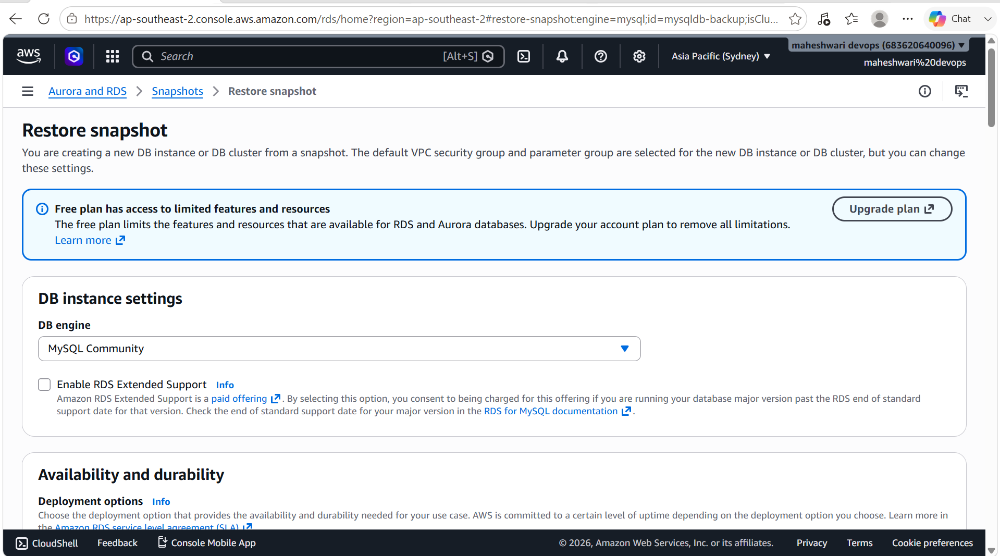 https://ap-southeast-2.console.aws.amazon.com/rds/home?region=ap-southeast-2#restore-snapshot:engine=mysql;id=mysqldb-backup;isClu...
Chat
aws
Search
[Alt+S]
Asia Pacific (Sydney)
maheshwari devops (683620640096)
maheshwari%20devops
Aurora and RDS
Snapshots
Restore snapshot
Restore snapshot
You are creating a new DB instance or DB cluster from a snapshot. The default VPC security group and parameter group are selected for the new DB instance or DB cluster, but you can change
these settings.
Free plan has access to limited features and resources
The free plan limits the features and resources that are available for RDS and Aurora databases. Upgrade your account plan to remove all limitations.
Learn more
Upgrade plan
DB instance settings
DB engine
MySQL Community
Enable RDS Extended Support Info
Amazon RDS Extended Support is a paid offering . By selecting this option, you consent to being charged for this offering if you are running your database major version past the RDS end of standard
support date for that version. Check the end of standard support date for your major version in the RDS for MySQL documentation .
Availability and durability
Deployment options Info
Choose the deployment option that provides the availability and durability needed for your use case. AWS is committed to a certain level of uptime depending on the deployment option you choose. Learn more in
the Amazon RDS service level agreement (SLA)
CloudShell
Feedback
Console Mobile App
© 2026, Amazon Web Services, Inc. or its affiliates.
Privacy
Terms
Cookie preferences